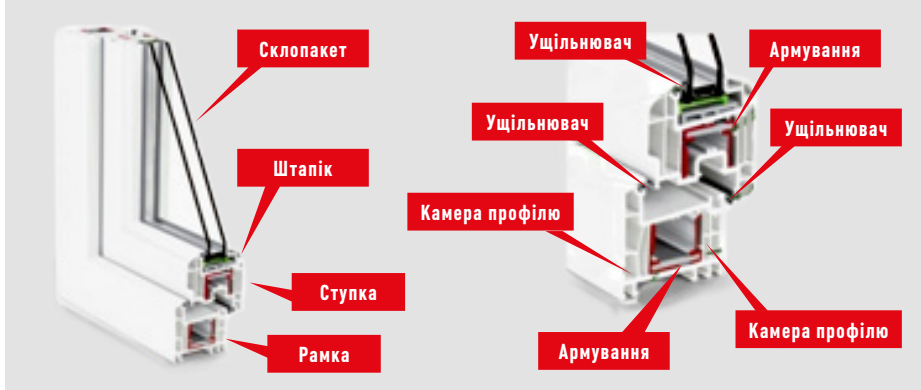 Склопакет
Штапік
Ступка
Рамка
Ущільнювач
Армування
Ущільнювач
Ущільнювач
Камера профілю
Армування
Камера профілю